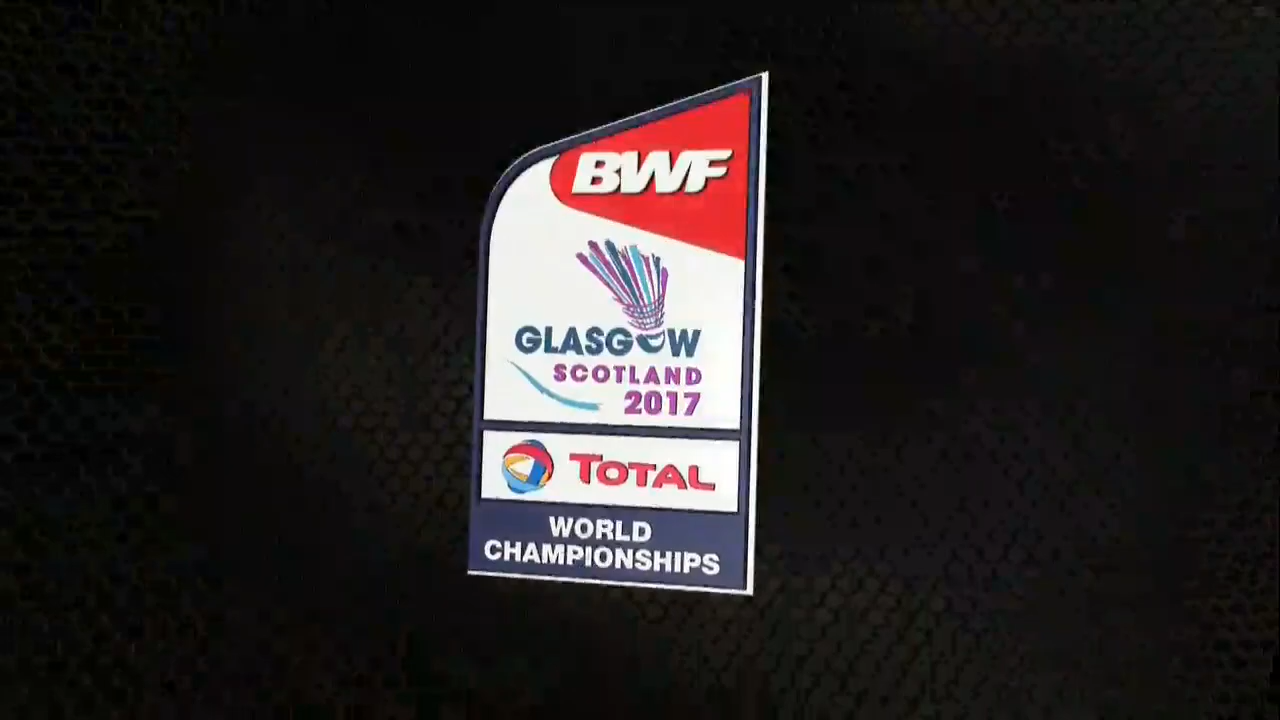 BWF
GLASGOW
SCOTLAND
2017
TOTAL
WORLD
CHAMPIONSHIPS